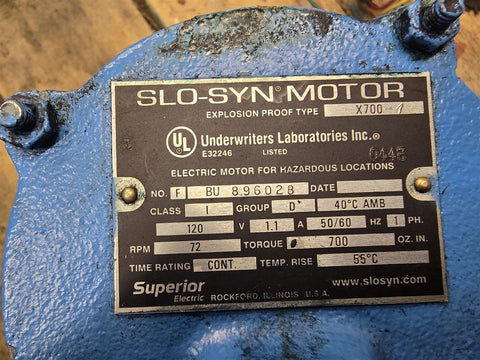 SLO-SYN® MOTOR
EXPLOSION PROOF TYPE X700-1
UL® Underwriters Laboratories Inc.®
E32246 LISTED 0448
ELECTRIC MOTOR FOR HAZARDOUS LOCATIONS
NO. F BU 896028 DATE
CLASS I GROUP D 40°C AMB
120 V 1.1 A 50/60 HZ 1 PH.
RPM 72 TORQUE 700 OZ. IN.
TIME RATING CONT. TEMP. RISE 55°C
Superior www.slosyn.com
Electric ROCKFORD, ILLINOIS U.S.A.